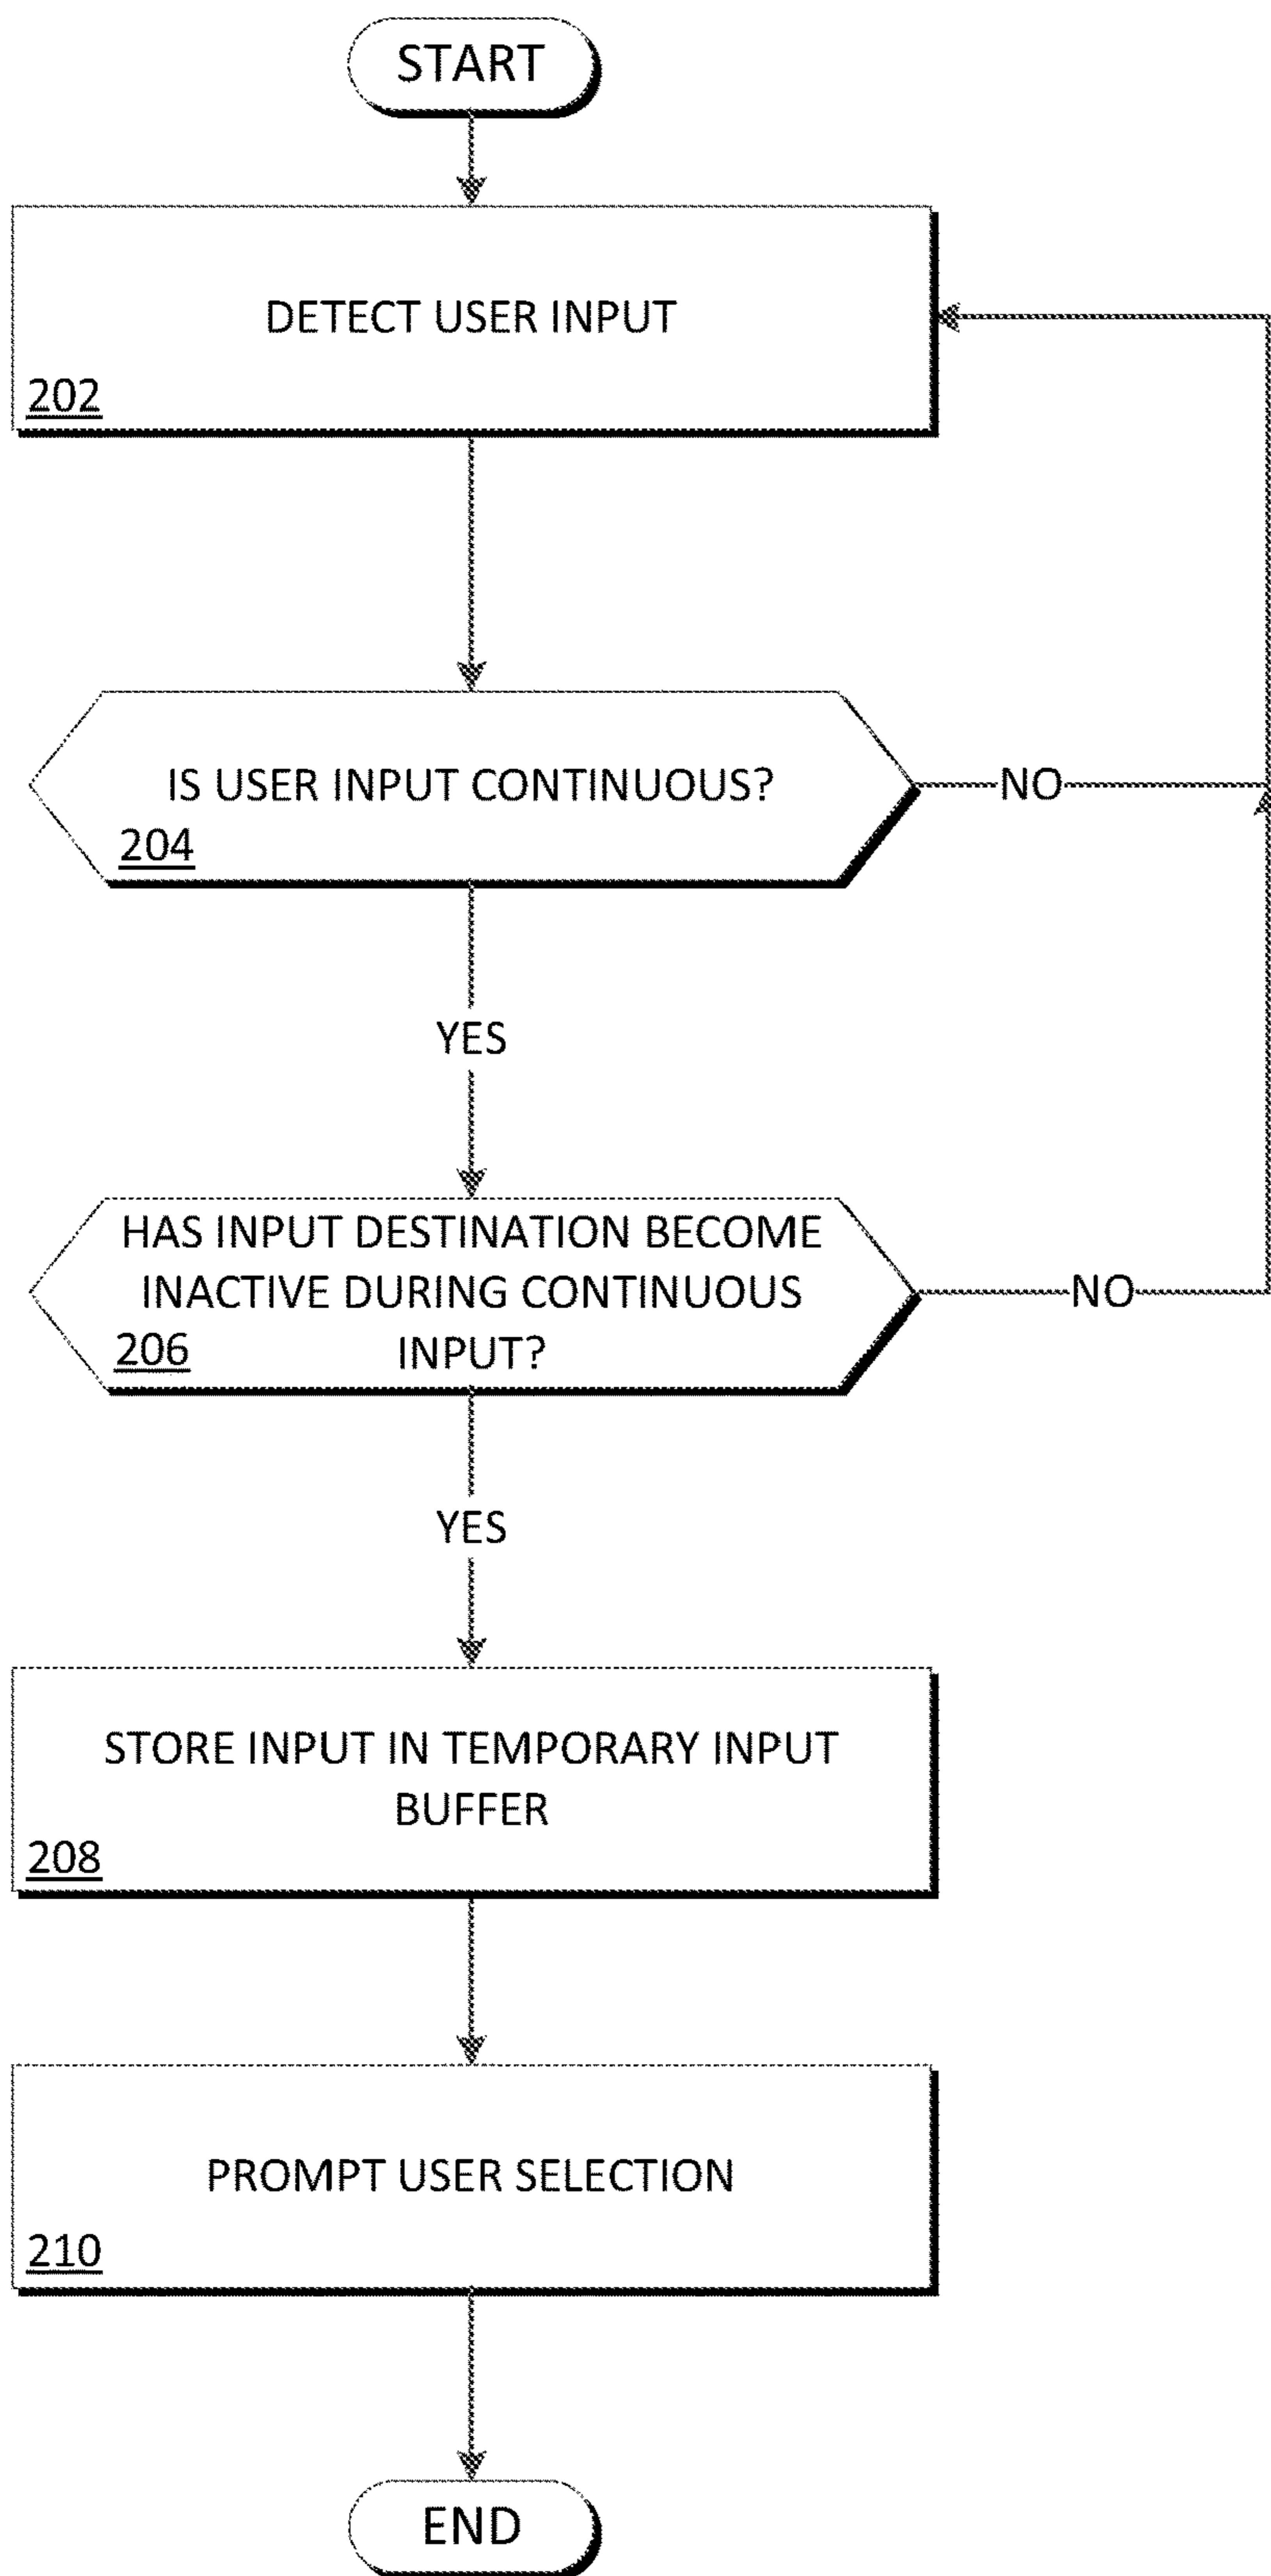 START
DETECT USER INPUT
202
IS USER INPUT CONTINUOUS?
NO
204
YES
HAS INPUT DESTINATION BECOME
INACTIVE DURING CONTINUOUS
NO
INPUT?
206
YES
STORE INPUT IN TEMPORARY INPUT
BUFFER
208
PROMPT USER SELECTION
210
END